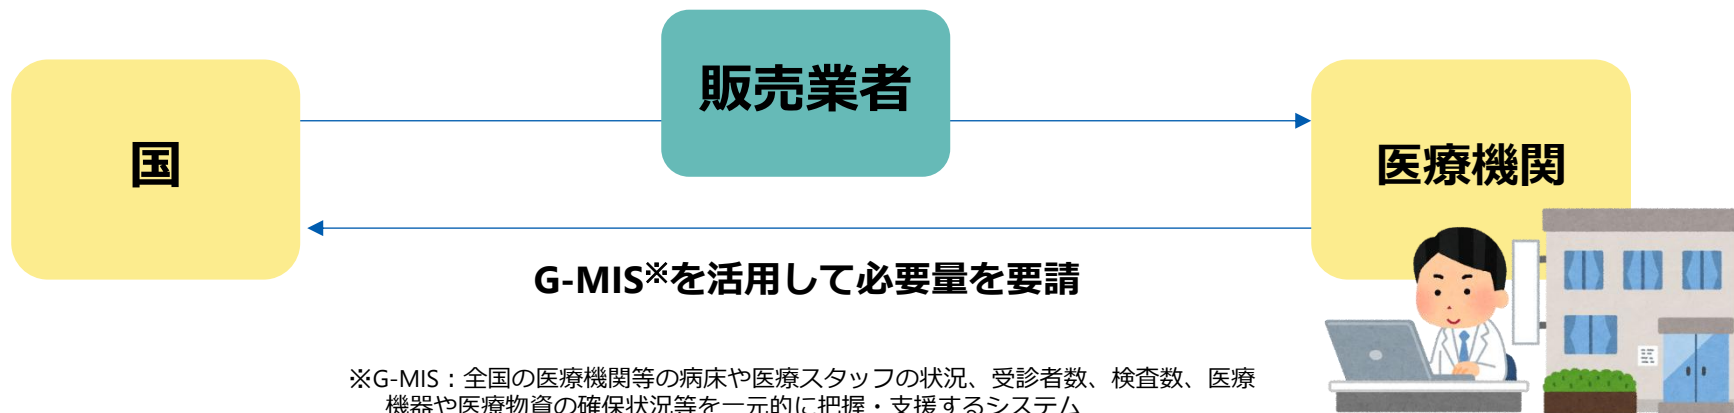 販売業者
国
医療機関
G-MIS※を活用して必要量を要請
※G-MIS：全国の医療機関等の病床や医療スタッフの状況、受診者数、検査数、医療
機器や医療物資の確保状況等を一元的に把握・支援するシステム